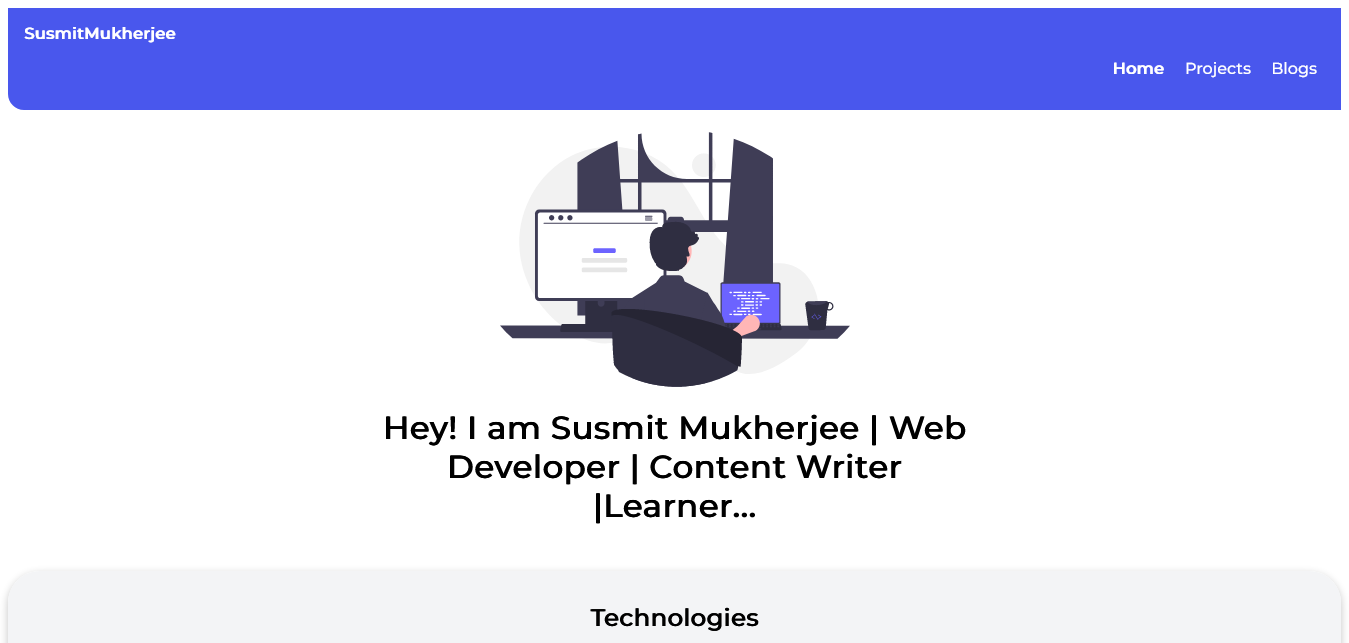 SusmitMukherjee
Home Projects Blogs
Hey! I am Susmit Mukherjee | Web
Developer | Content Writer
|Learner...
Technologies